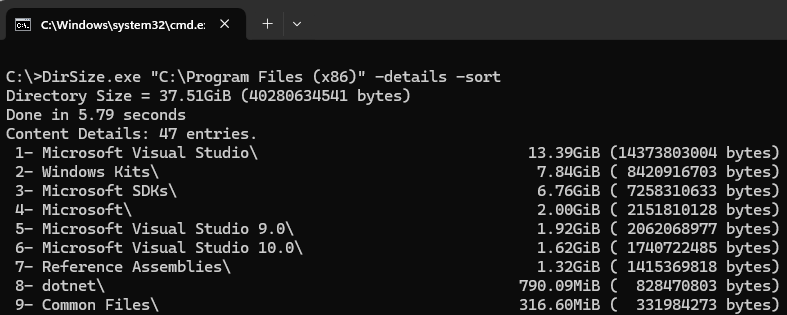 C:\Windows\system32\cmd.e:
C:\>DirSize.exe "C:\Program Files (x86)" -details -sort
Directory Size = 37.51GiB (40280634541 bytes)
Done in 5.79 seconds
Content Details: 47 entries.
1- Microsoft Visual Studio\ 13.39GiB (14373803004 bytes)
2- Windows Kits\ 7.84GiB ( 8420916703 bytes)
3- Microsoft SDKs\ 6.76GiB ( 7258310633 bytes)
4- Microsoft\ 2.00GiB ( 2151810128 bytes)
5- Microsoft Visual Studio 9.0\ 1.92GiB ( 2062068977 bytes)
6- Microsoft Visual Studio 10.0\ 1.62GiB ( 1740722485 bytes)
7- Reference Assemblies\ 1.32GiB ( 1415369818 bytes)
8- dotnet\ 790.09MiB ( 828470803 bytes)
9- Common Files\ 316.60MiB ( 331984273 bytes)